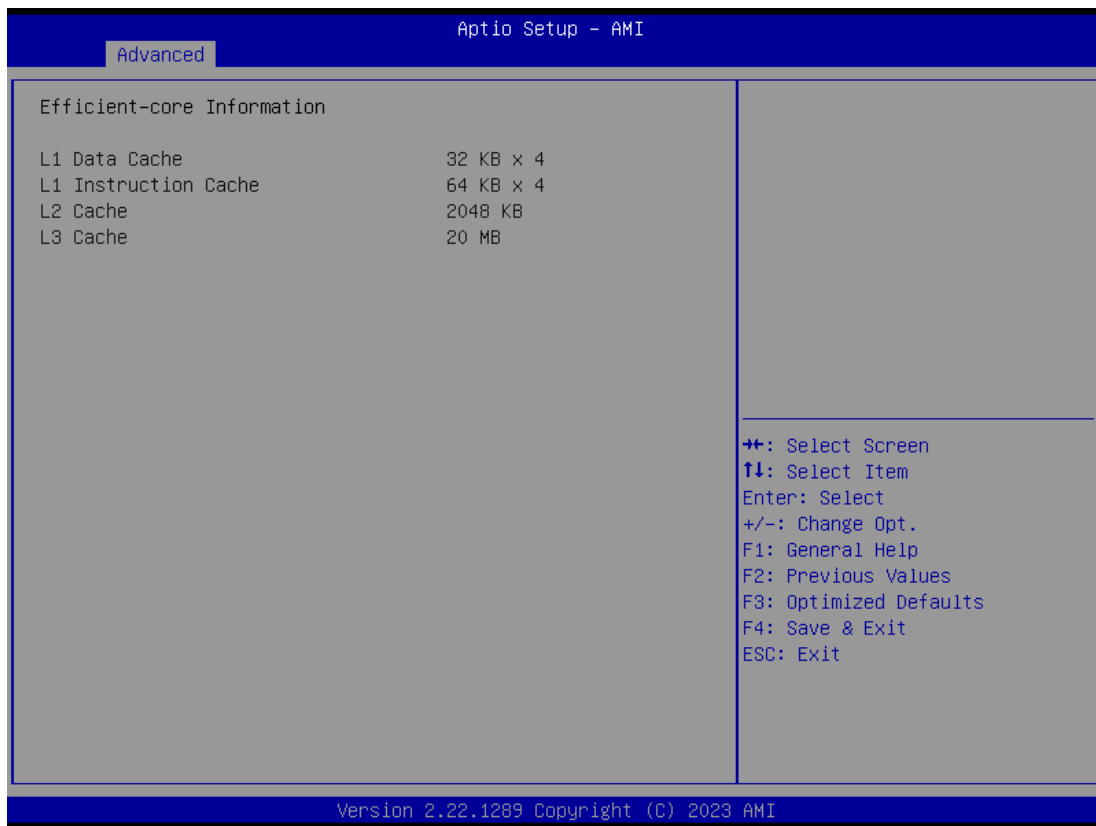 Aptio Setup - AMI
Advanced
Efficient-core Information
L1 Data Cache 32 KB x 4
L1 Instruction Cache 64 KB x 4
L2 Cache 2048 KB
L3 Cache 20 MB
→←: Select Screen
↑↓: Select Item
Enter: Select
+/-: Change Opt.
F1: General Help
F2: Previous Values
F3: Optimized Defaults
F4: Save & Exit
ESC: Exit
Version 2.22.1289 Copyright (C) 2023 AMI